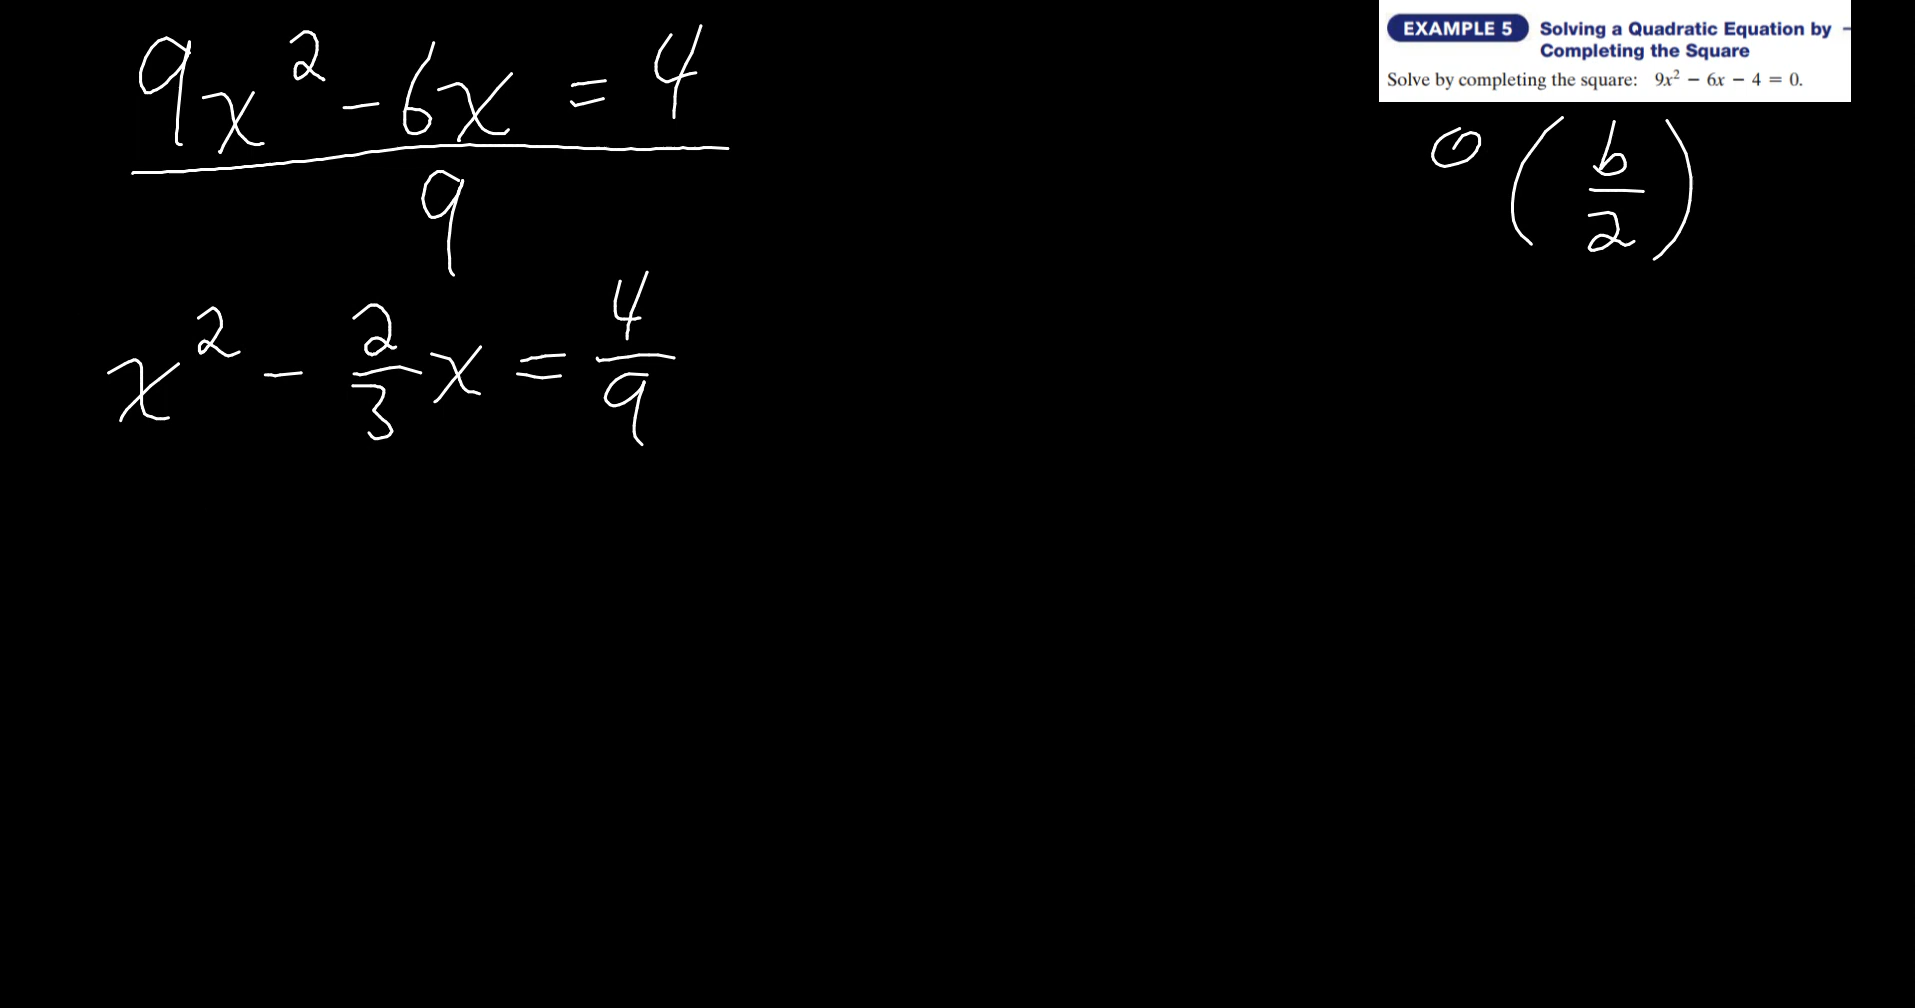 9x² - 6x = 4
9
x² - 2/3 x = 4/9
EXAMPLE 5 Solving a Quadratic Equation by
Completing the Square
Solve by completing the square: 9x² − 6x − 4 = 0.
(b/2)